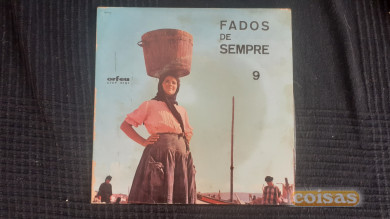 FADOS
DE
SEMPRE
9
orfeu
coisas